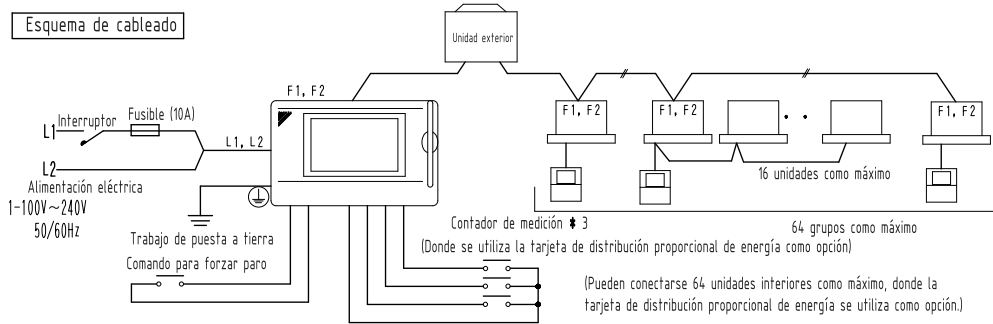 Esquema de cableado
Unidad exterior
F1, F2
Interruptor
Fusible (10A)
L1
L1, L2
L2
Alimentación eléctrica
1-100V~240V
50/60Hz
Trabajo de puesta a tierra
Comando para forzar paro
F1, F2
F1, F2
F1, F2
16 unidades como máximo
64 grupos como máximo
Contador de medición ✱ 3
(Donde se utiliza la tarjeta de distribución proporcional de energía como opción)
(Pueden conectarse 64 unidades interiores como máximo, donde la
tarjeta de distribución proporcional de energía se utiliza como opción.)